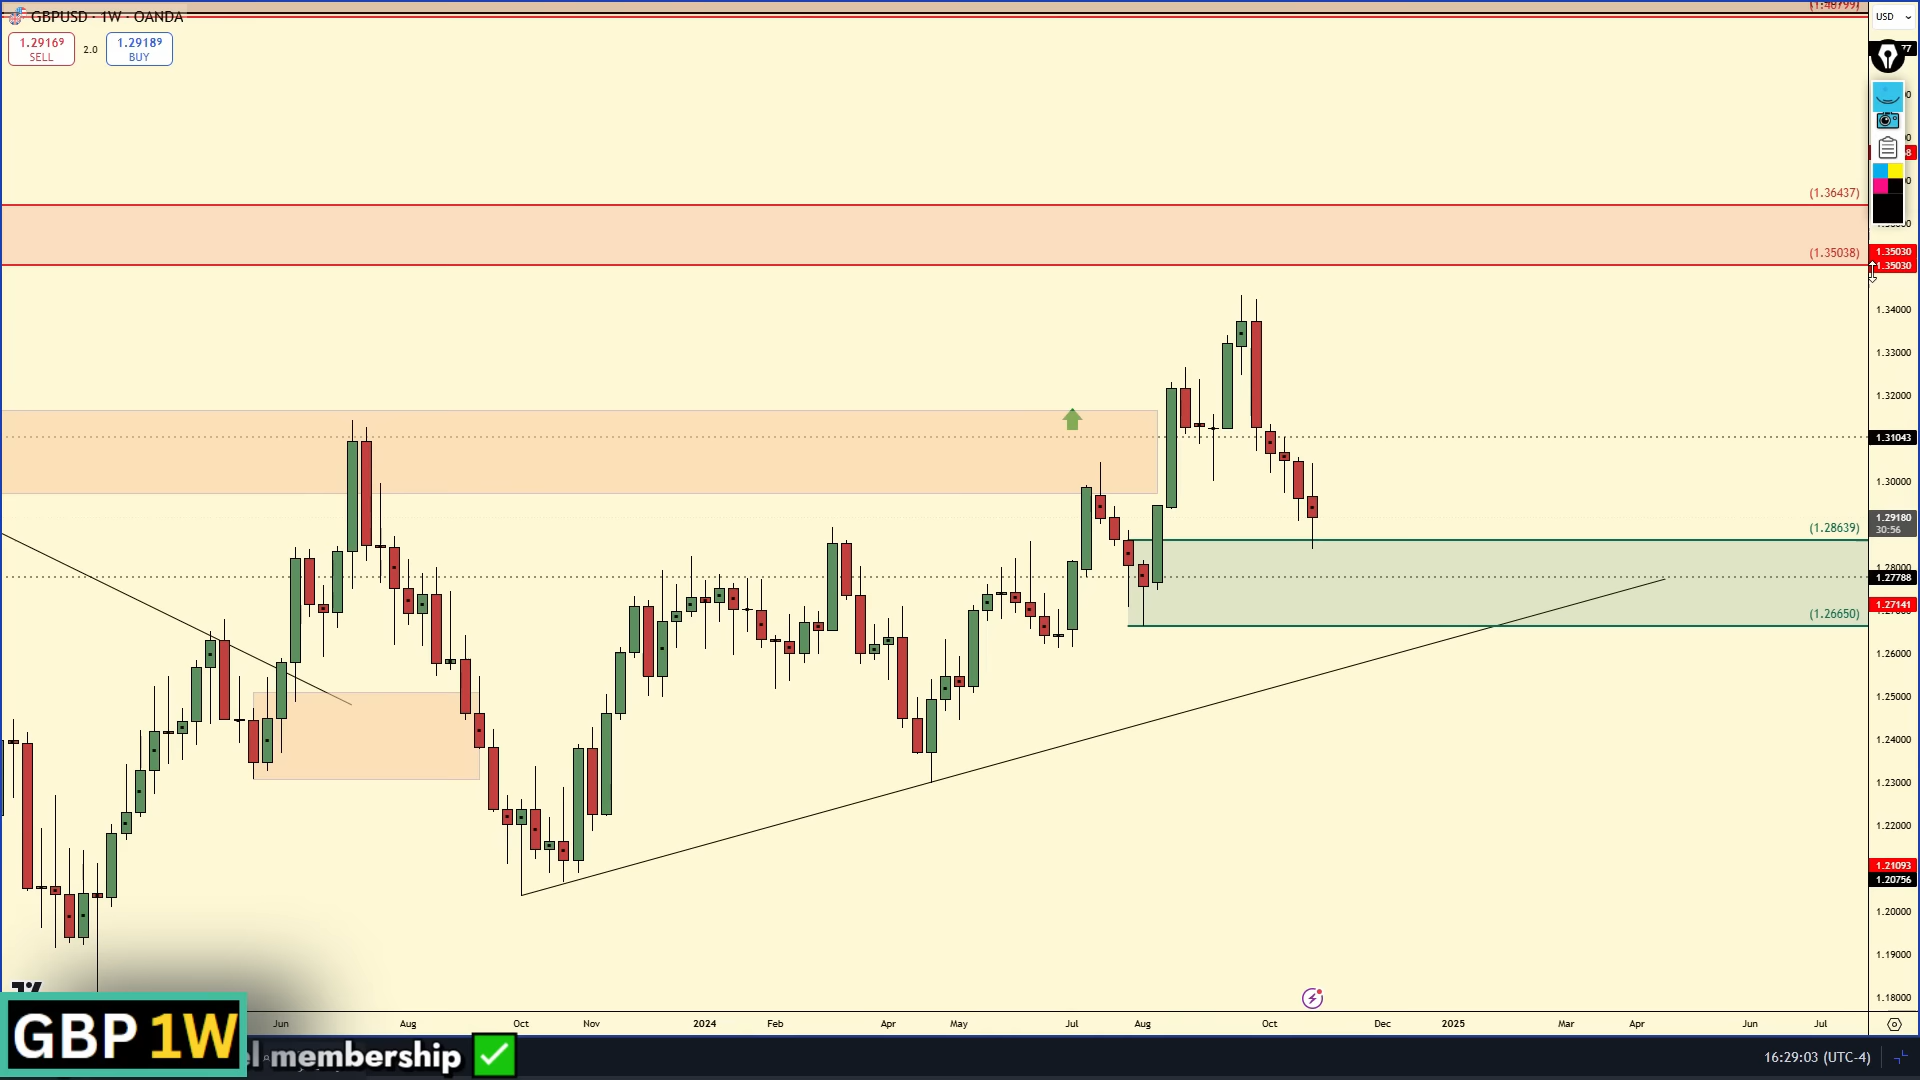 GBPUSD · 1W · OANDA
USD
1.29169
SELL
2.0
1.29189
BUY
(1.36437)
(1.35038)
1.35030
1.35030
1.34000
1.33000
1.32000
1.31043
1.30000
1.29180
30:56
(1.28639)
1.28000
1.27788
1.27141
(1.26650)
1.26000
1.25000
1.24000
1.23000
1.22000
1.21093
1.20756
1.20000
1.19000
1.18000
Jun
Aug
Oct
Nov
2024
Feb
Apr
May
Jul
Aug
Oct
Dec
2025
Mar
Apr
Jun
Jul
GBP 1W
membership
16:29:03 (UTC-4)